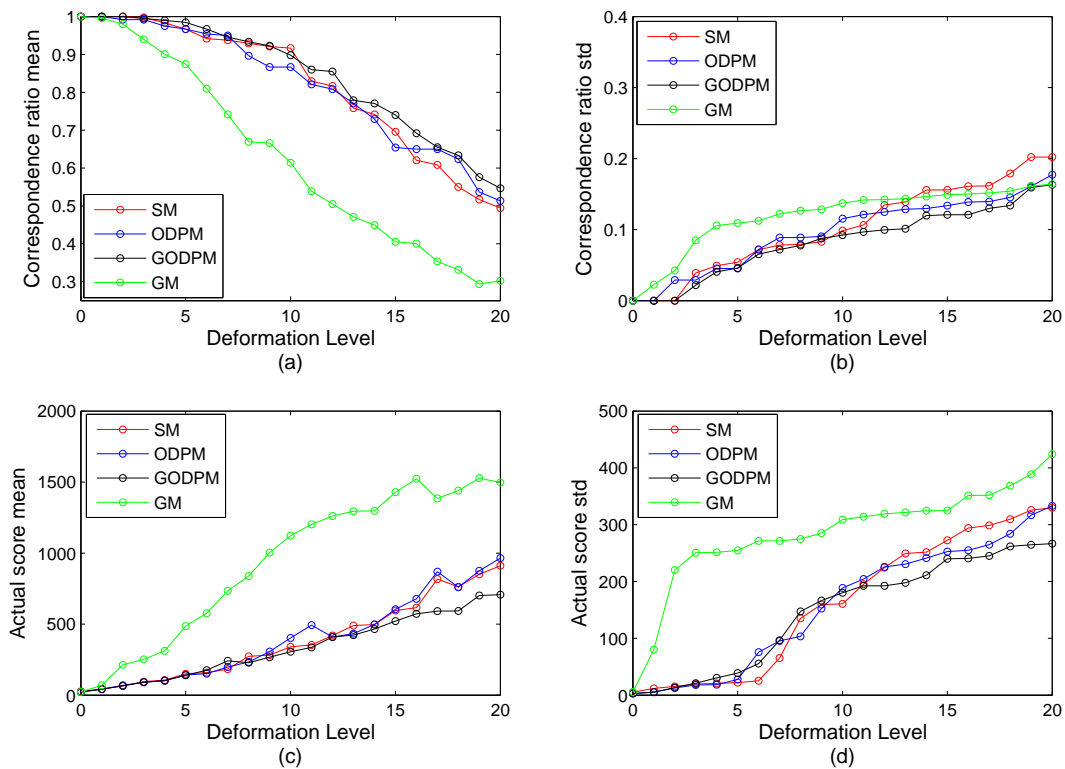 1
0.9
0.8
0.7
0.6
0.5
0.4
0.3
0 5 10 15 20
Correspondence ratio mean
Deformation Level
(a)
SM
ODPM
GODPM
GM
0.4
0.3
0.2
0.1
0
0 5 10 15 20
Correspondence ratio std
Deformation Level
(b)
SM
ODPM
GODPM
GM
2000
1500
1000
500
0
0 5 10 15 20
Actual score mean
Deformation Level
(c)
SM
ODPM
GODPM
GM
500
400
300
200
100
0
0 5 10 15 20
Actual score std
Deformation Level
(d)
SM
ODPM
GODPM
GM